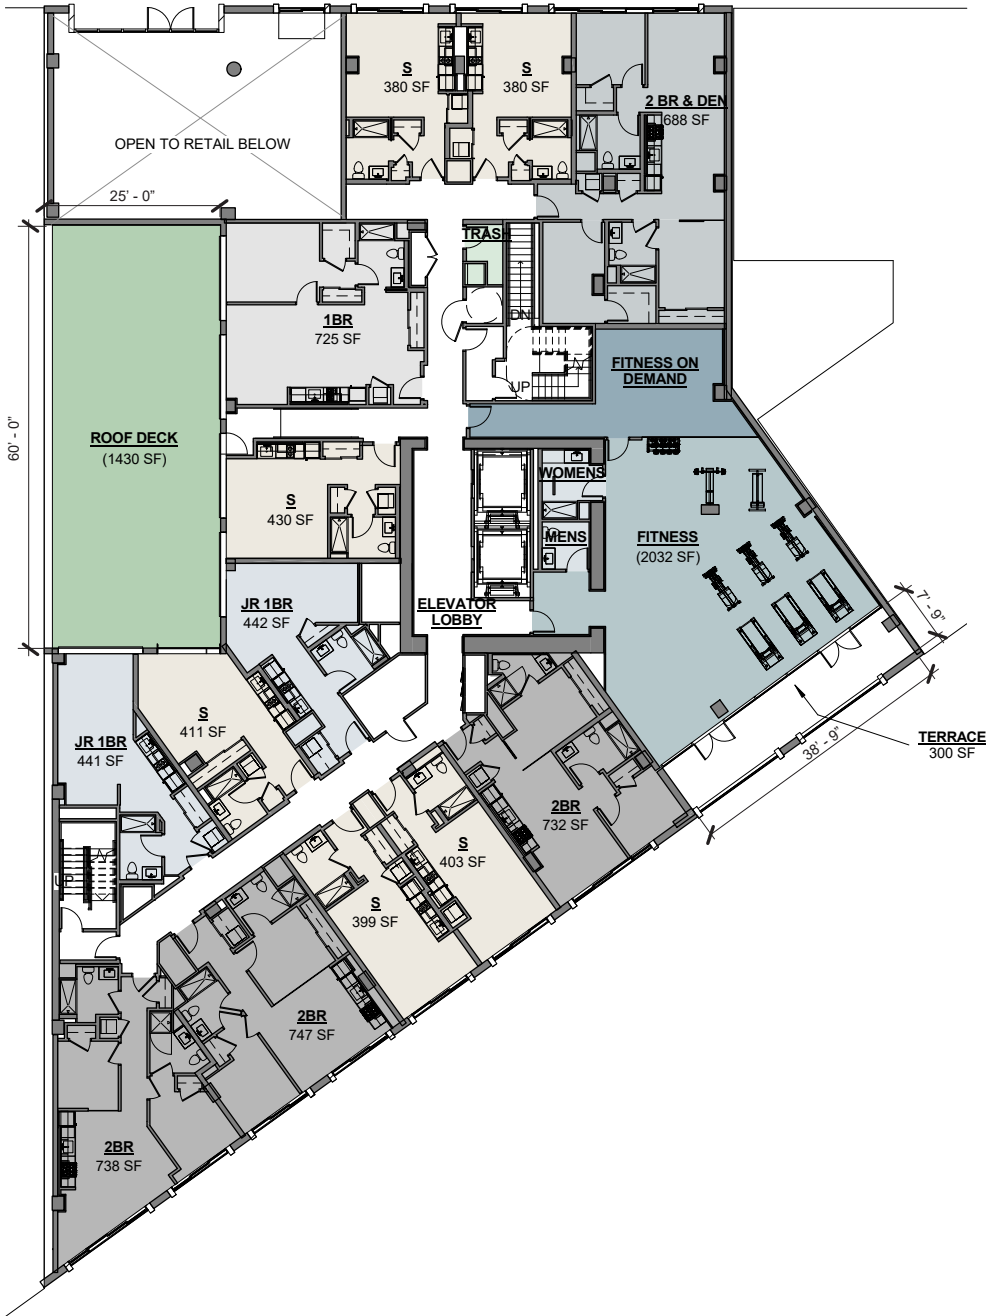 S
380 SF
S
380 SF
2 BR & DEN
688 SF
OPEN TO RETAIL BELOW
25' - 0"
TRASH
DN
1BR
725 SF
UP
FITNESS ON
DEMAND
60' - 0"
ROOF DECK
(1430 SF)
S
430 SF
WOMENS
MENS
FITNESS
(2032 SF)
JR 1BR
442 SF
ELEVATOR
LOBBY
7' - 9"
S
411 SF
JR 1BR
441 SF
38' - 9"
TERRACE
300 SF
2BR
732 SF
S
403 SF
S
399 SF
2BR
747 SF
2BR
738 SF